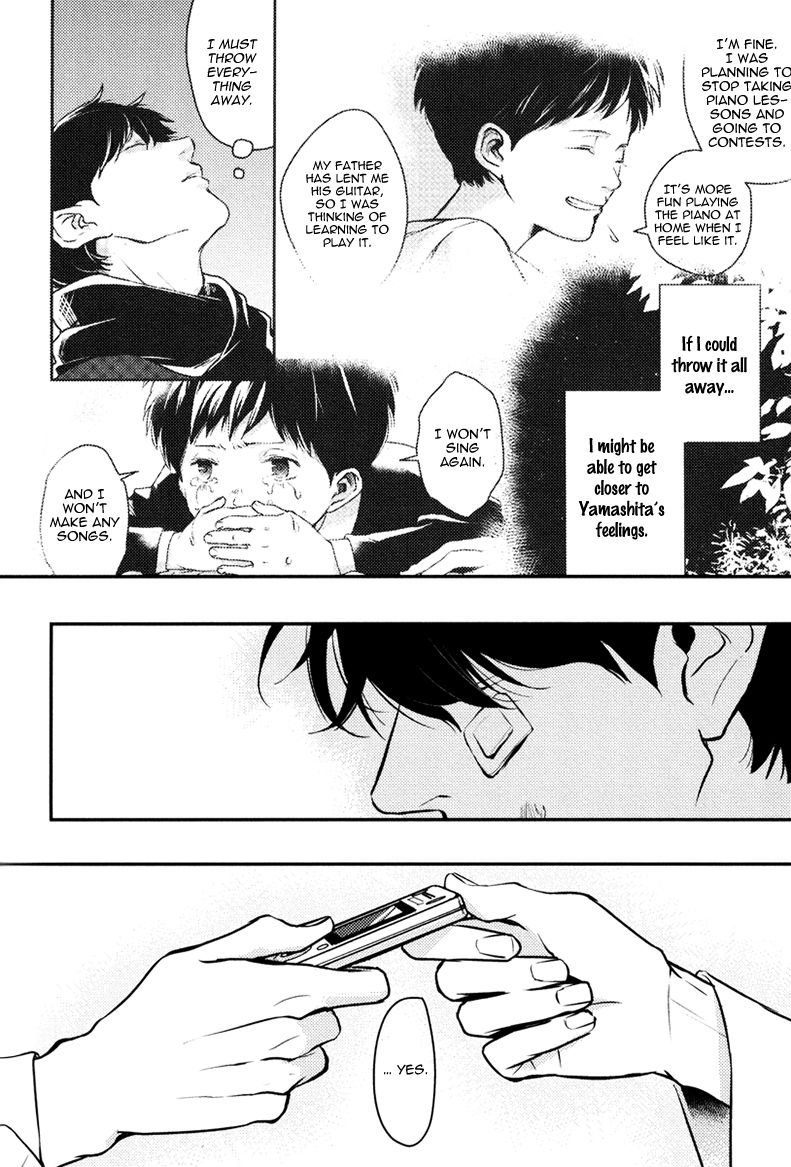 I'M FINE.
I WAS
PLANNING TO
STOP TAKING
PIANO LES-
SONS AND
GOING TO
CONTESTS.
IT'S MORE
FUN PLAYING
THE PIANO AT
HOME WHEN I
FEEL LIKE IT.
MY FATHER
HAS LENT ME
HIS GUITAR,
SO I WAS
THINKING OF
LEARNING TO
PLAY IT.
I MUST
THROW
EVERY-
THING
AWAY.
If I could
throw it all
away...
I might be
able to get
closer to
Yamashita's
feelings.
I WON'T
SING
AGAIN.
AND I
WON'T
MAKE ANY
SONGS.
... YES.